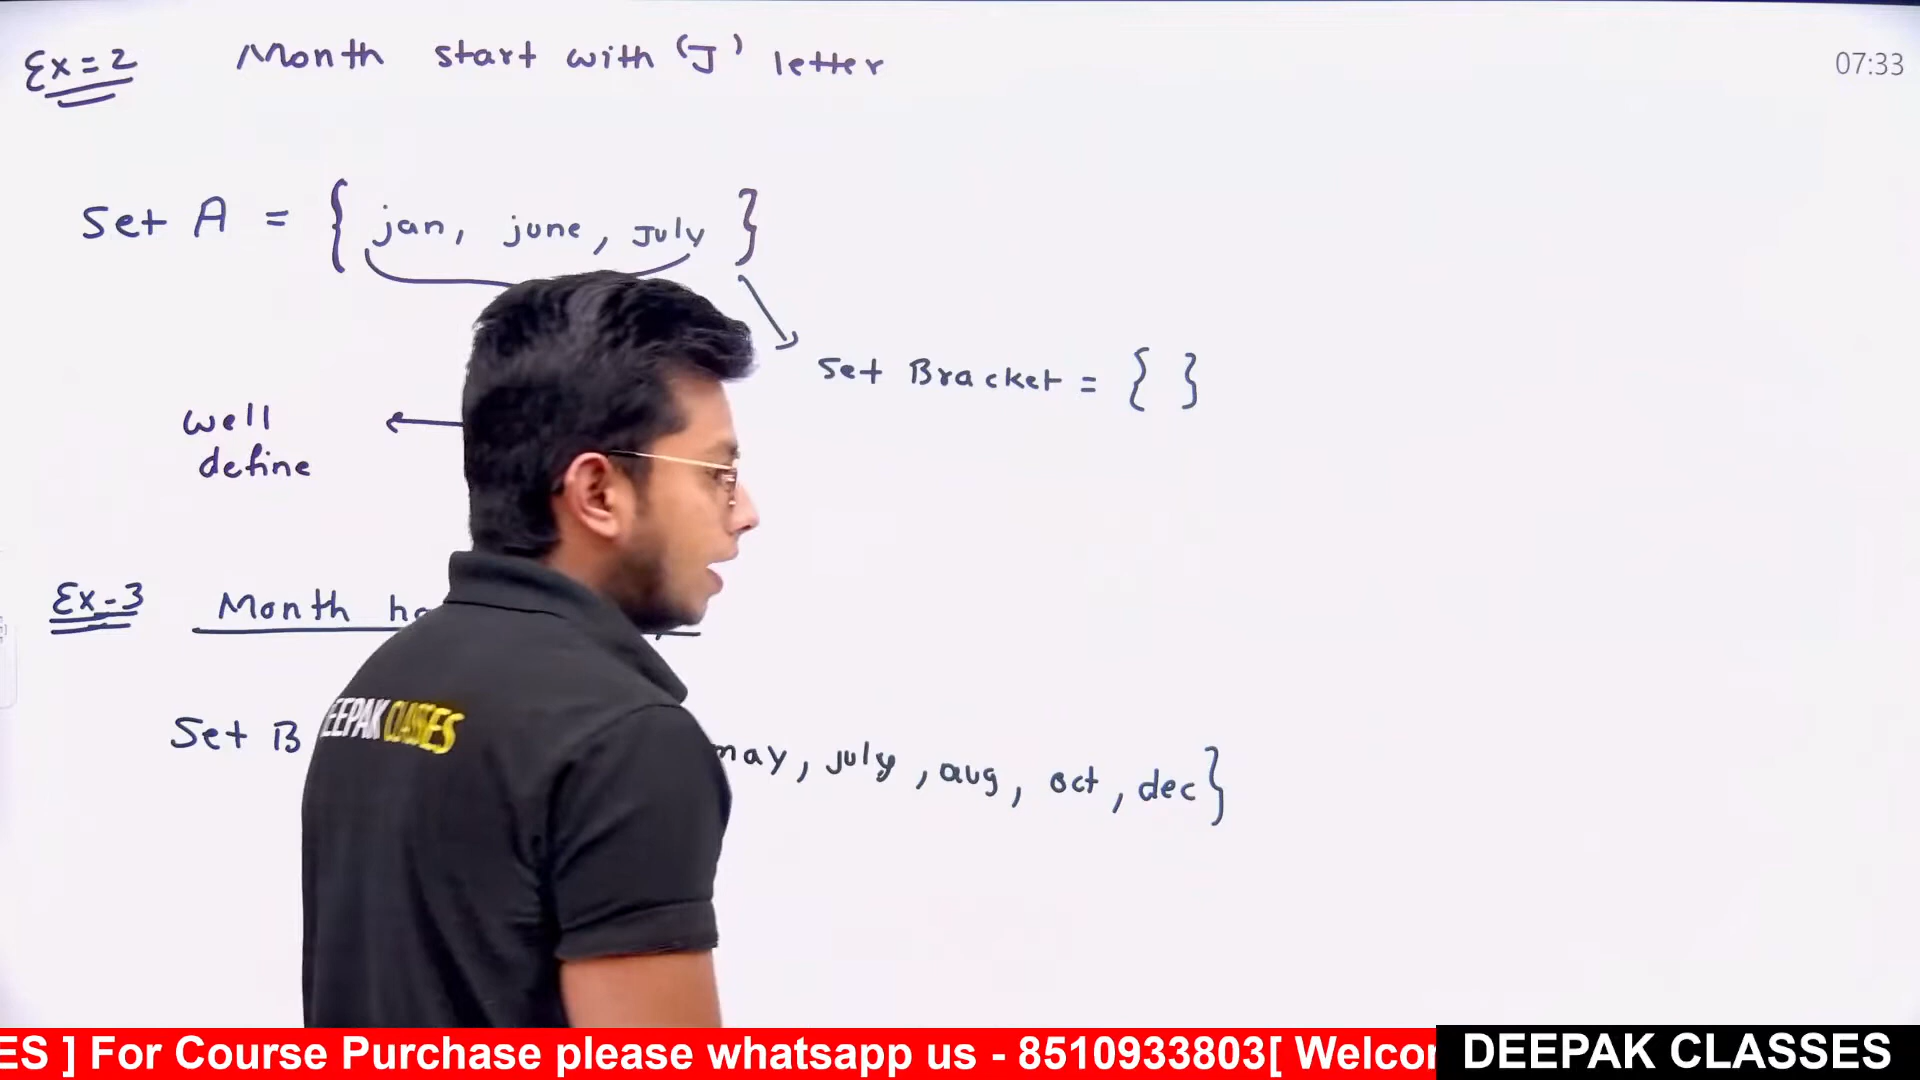 Ex=2 Month start with (J) letter
07:33
Set A = { jan, june, July }
Set Bracket = { }
well
define
Ex-3 Month
Set B may, july, aug, oct, dec}
EEPAK CLASSES
ES ] For Course Purchase please whatsapp us - 8510933803[ Welcor
DEEPAK CLASSES